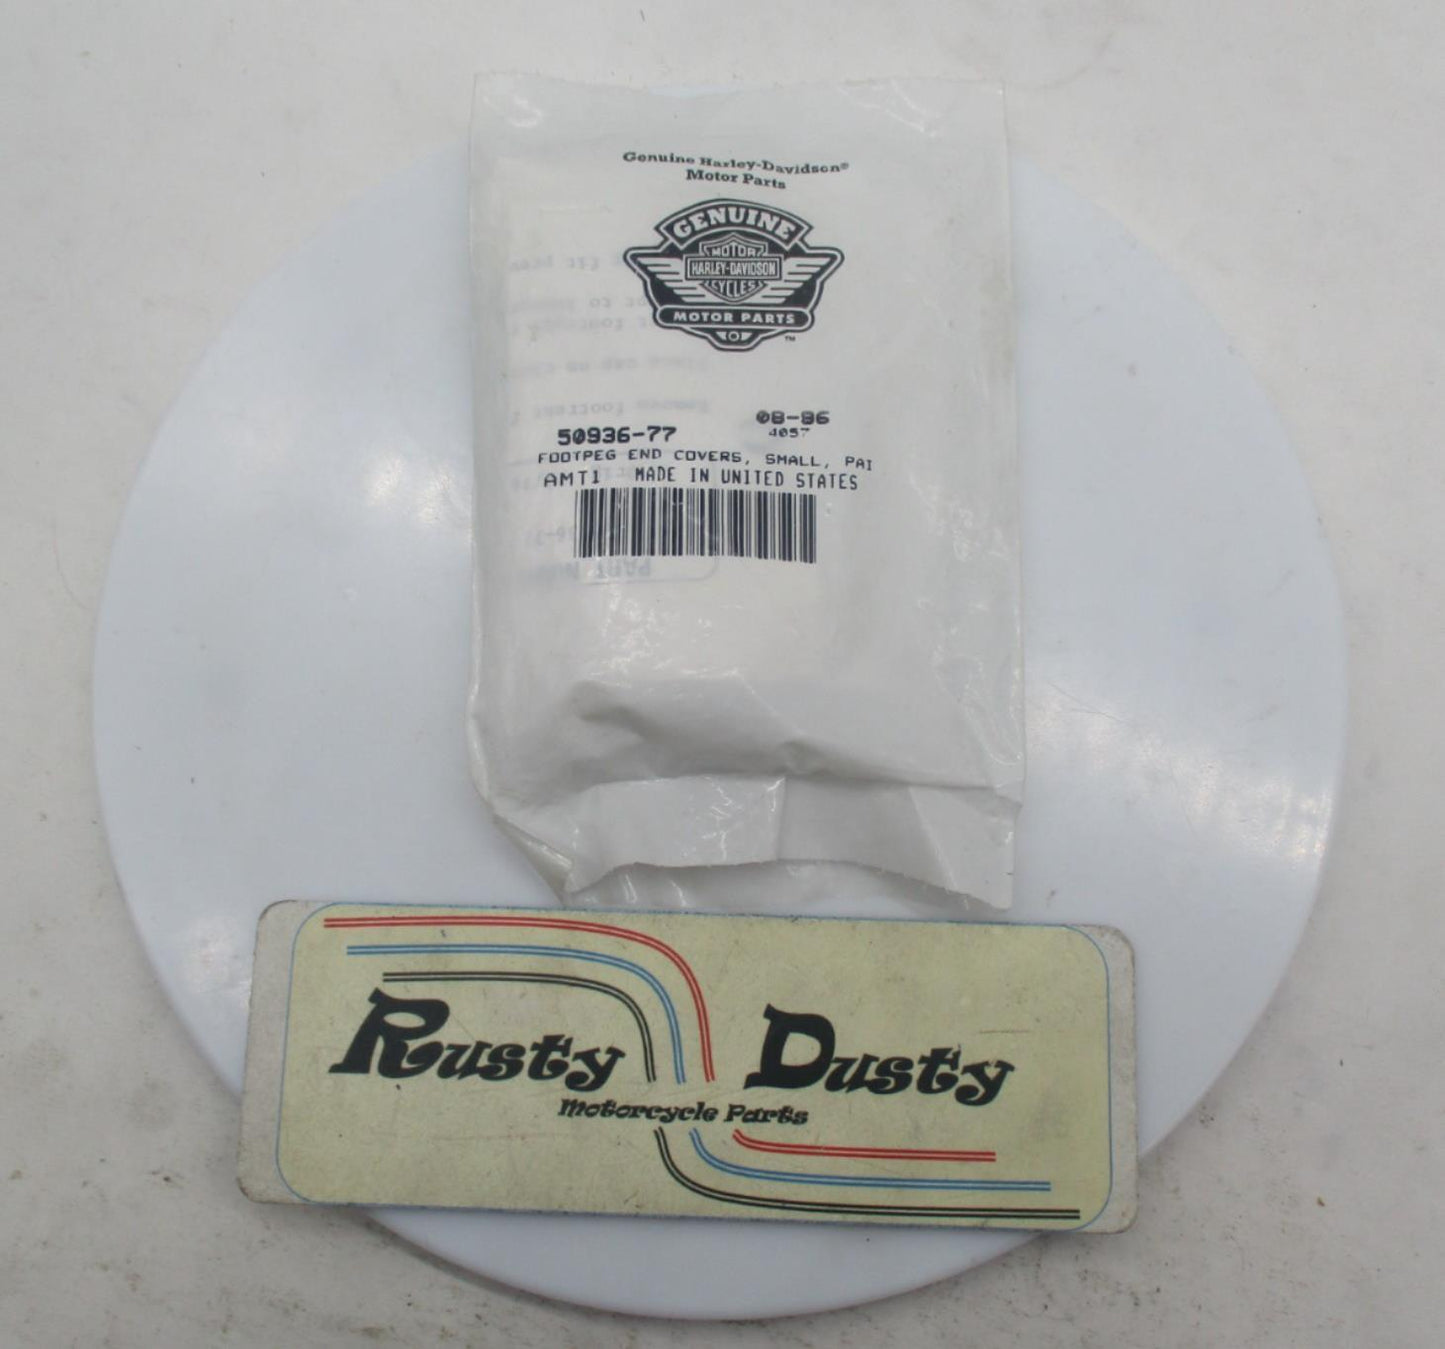 Genuine Harley-Davidson®
Motor Parts
GENUINE
MOTOR
HARLEY-DAVIDSON
CYCLES
MOTOR PARTS
™
08-96
4057
50936-77
FOOTPEG END COVERS, SMALL, PAI
AMT1 MADE IN UNITED STATES
Rusty Dusty
Motorcycle Parts